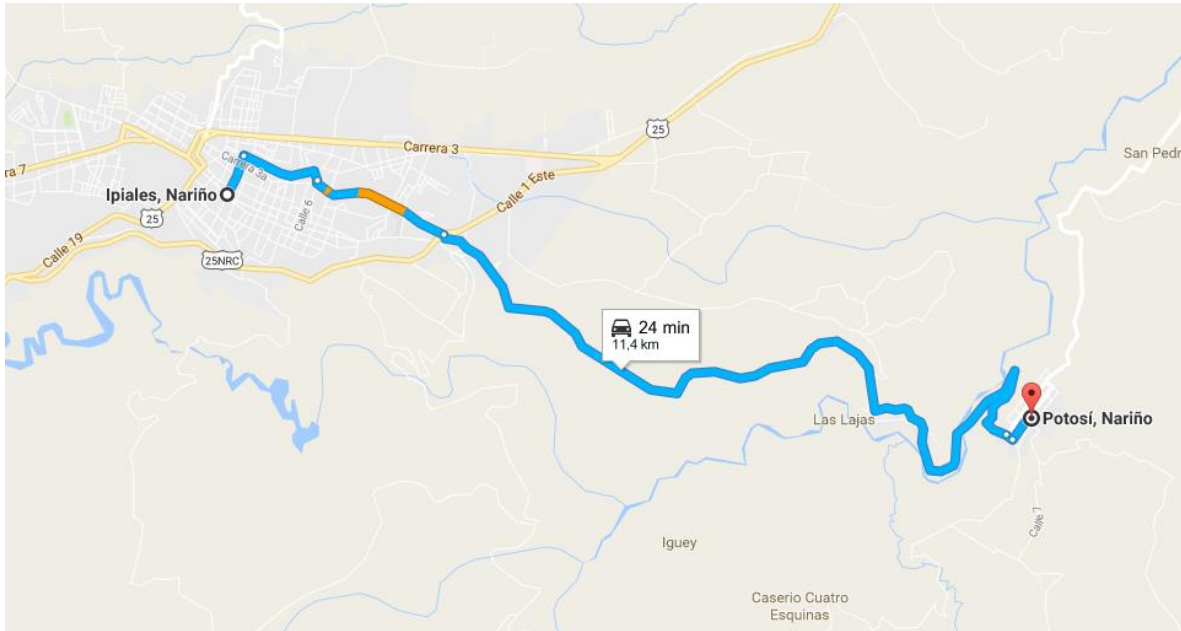 25
Carrera 3
San Pedr
ra 7
Carrera 3a
Ipiales, Nariño
Calle 1 Este
Calle 6
25
Calle 19
25NRC
24 min
11,4 km
Las Lajas
Potosí, Nariño
Calle 7
Iguey
Caserio Cuatro
Esquinas